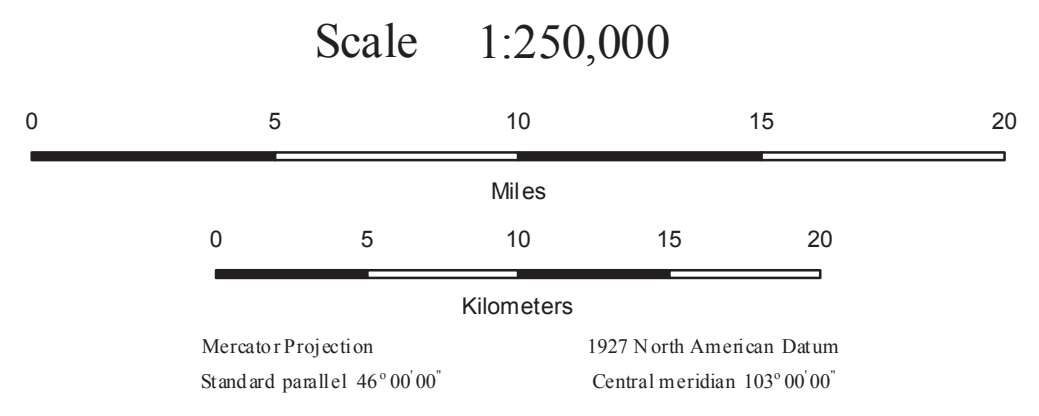 Scale 1:250,000
0 5 10 15 20
Miles
0 5 10 15 20
Kilometers
Mercator Projection 1927 North American Datum
Standard parallel 46° 00'00" Central meridian 103° 00'00"